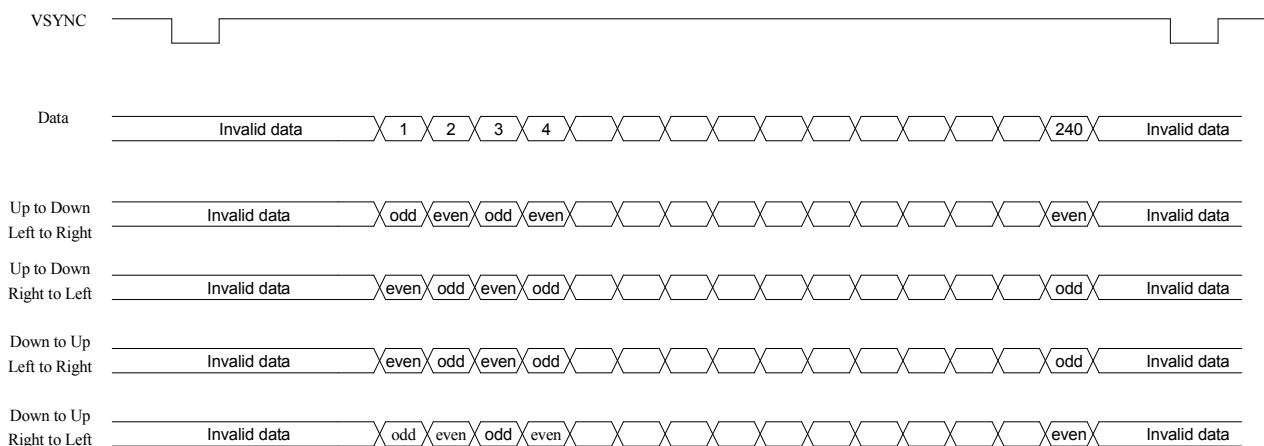 VSYNC
Data
Invalid data 1 2 3 4 240 Invalid data
Up to Down
Left to Right
Invalid data odd even odd even even Invalid data
Up to Down
Right to Left
Invalid data even odd even odd odd Invalid data
Down to Up
Left to Right
Invalid data even odd even odd odd Invalid data
Down to Up
Right to Left
Invalid data odd even odd even even Invalid data